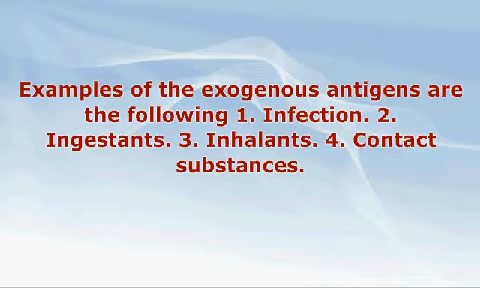 Examples of the exogenous antigens are
the following 1. Infection. 2.
Ingestants. 3. Inhalants. 4. Contact
substances.